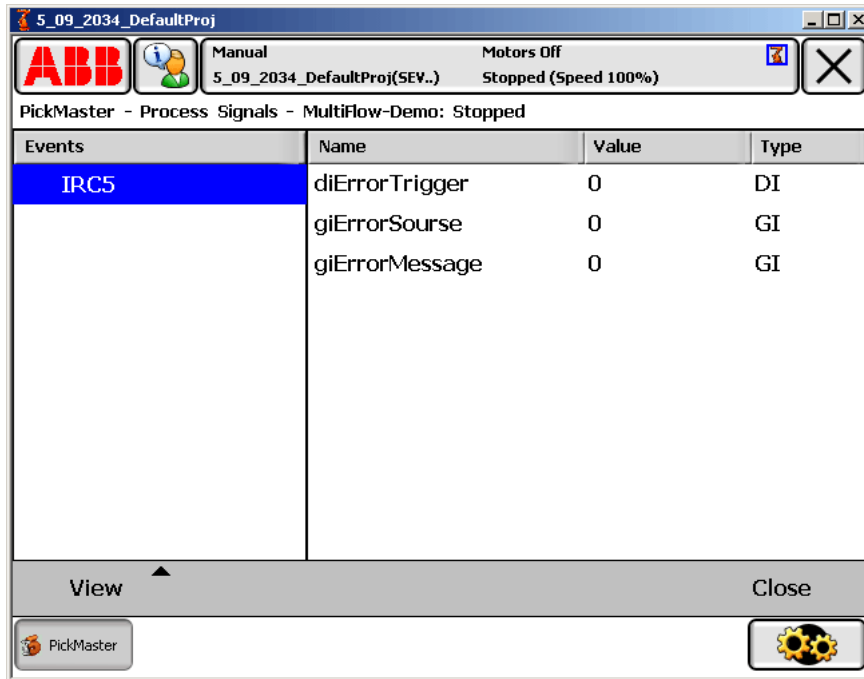 5_09_2034_DefaultProj
ABB
Manual Motors Off
5_09_2034_DefaultProj(SEV..) Stopped (Speed 100%)
PickMaster - Process Signals - MultiFlow-Demo: Stopped
Events Name Value Type
IRC5 diErrorTrigger 0 DI
giErrorSourse 0 GI
giErrorMessage 0 GI
View Close
PickMaster